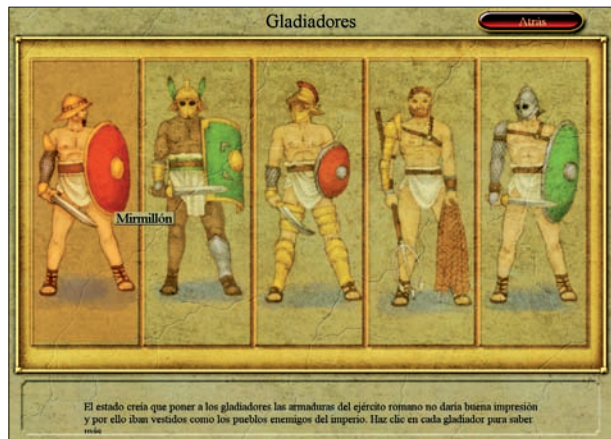 Gladiadores
Atrás
Mirmillón
El estado creía que poner a los gladiadores las armaduras del ejército romano no daría buena impresión
y por ello iban vestidos como los pueblos enemigos del imperio. Haz clic en cada gladiador para saber
más